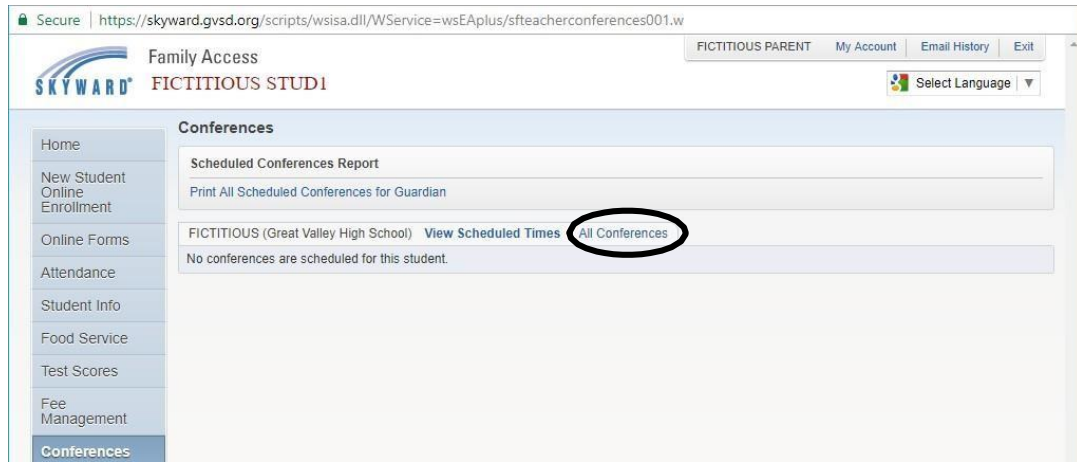 Secure | https://skyward.gvsd.org/scripts/wsisa.dll/WService=wsEAplus/sfteacherconferences001.w
SKYWARD®
Family Access
FICTITIOUS STUD1
FICTITIOUS PARENT My Account Email History Exit
Select Language ▼
Home
New Student
Online
Enrollment
Online Forms
Attendance
Student Info
Food Service
Test Scores
Fee
Management
Conferences
Conferences
Scheduled Conferences Report
Print All Scheduled Conferences for Guardian
FICTITIOUS (Great Valley High School) View Scheduled Times All Conferences
No conferences are scheduled for this student.